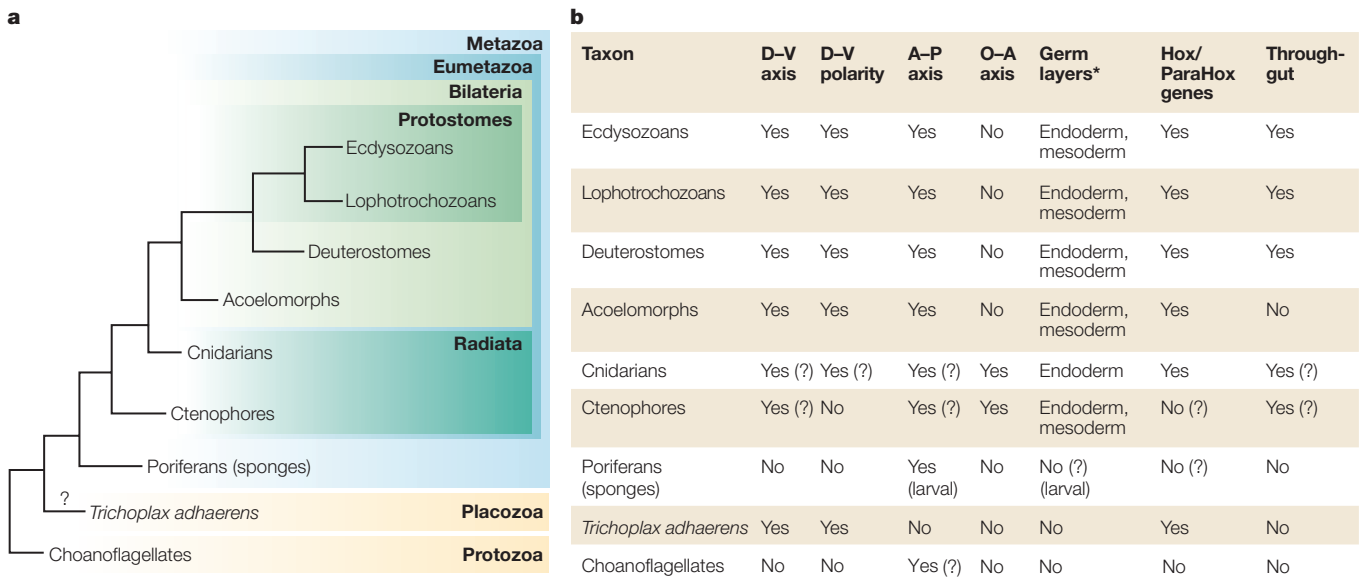 a
Metazoa
Eumetazoa
Bilateria
Protostomes
Ecdysozoans
Lophotrochozoans
Deuterostomes
Acoelomorphs
Radiata
Cnidarians
Ctenophores
Poriferans (sponges)
?
Trichoplax adhaerens
Placozoa
Choanoflagellates
Protozoa
b
Taxon D–V axis D–V polarity A–P axis O–A axis Germ layers* Hox/ParaHox genes Through-gut
Ecdysozoans Yes Yes Yes No Endoderm, mesoderm Yes Yes
Lophotrochozoans Yes Yes Yes No Endoderm, mesoderm Yes Yes
Deuterostomes Yes Yes Yes No Endoderm, mesoderm Yes Yes
Acoelomorphs Yes Yes Yes No Endoderm, mesoderm Yes No
Cnidarians Yes (?) Yes (?) Yes (?) Yes Endoderm Yes Yes (?)
Ctenophores Yes (?) No Yes (?) Yes Endoderm, mesoderm No (?) Yes (?)
Poriferans (sponges) No No Yes (larval) No No (?) (larval) No (?) No
Trichoplax adhaerens Yes Yes No No No Yes No
Choanoflagellates No No Yes (?) No No No No